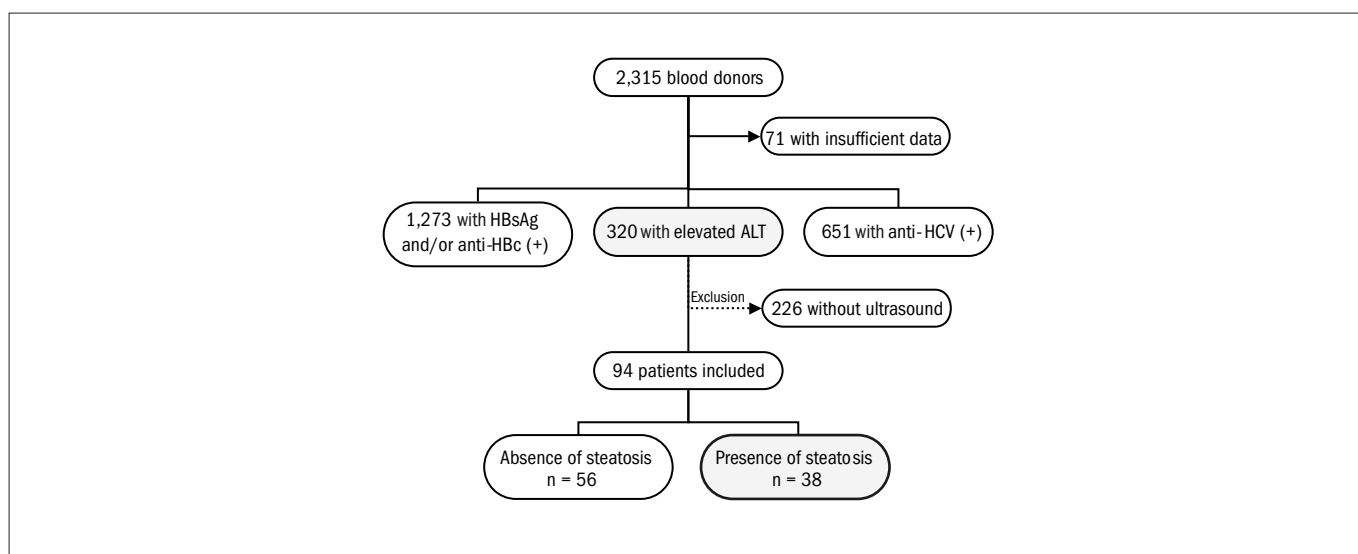 2,315 blood donors
71 with insufficient data
1,273 with HBsAg
and/or anti-HBc (+)
320 with elevated ALT
651 with anti-HCV (+)
Exclusion
226 without ultrasound
94 patients included
Absence of steatosis
n = 56
Presence of steatosis
n = 38